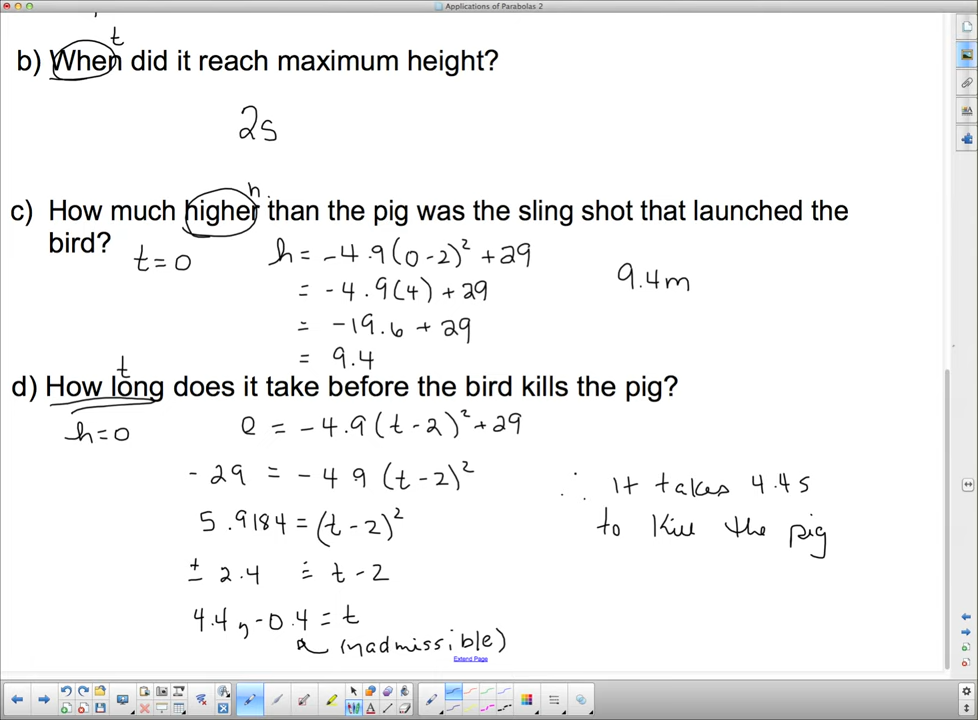 Applications of Parabolas 2
t
b) When did it reach maximum height?
2s
h.
c) How much higher than the pig was the sling shot that launched the
bird?
t = 0
h = -4.9(0-2)² + 29
= -4.9(4) + 29
= -19.6 + 29
= 9.4
9.4m
t
d) How long does it take before the bird kills the pig?
h = 0
0 = -4.9(t-2)² + 29
-29 = -4 9 (t-2)²
5.9184 = (t-2)²
± 2.4 ≐ t-2
4.4, -0.4 = t
(inadmissible)
∴ It takes 4.4s
to kill the pig
Extend Page